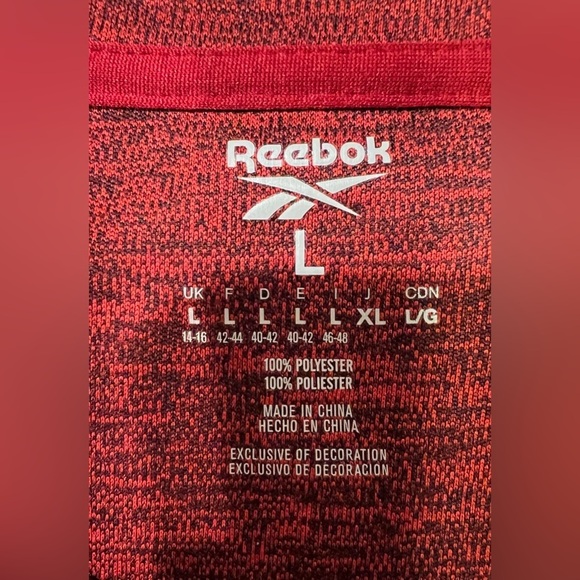 Reebok
L
UK F D E I J CDN
L L L L L XL L/G
14-16 42-44 40-42 40-42 46-48
100% POLYESTER
100% POLIESTER
MADE IN CHINA
HECHO EN CHINA
EXCLUSIVE OF DECORATION
EXCLUSIVO DE DECORACIÓN